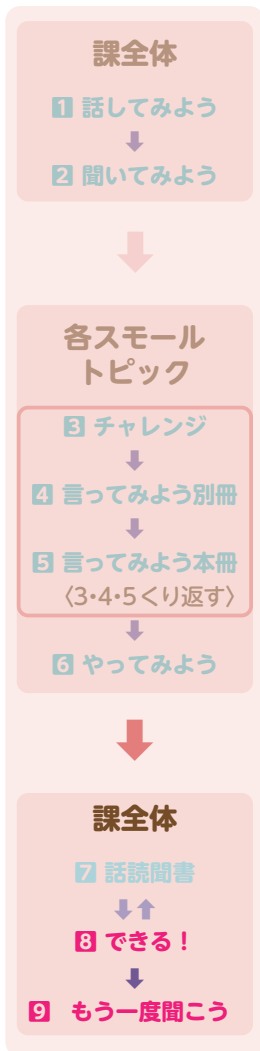 課全体
1 話してみよう
2 聞いてみよう
各スモール
トピック
3 チャレンジ
4 言ってみよう別冊
5 言ってみよう本冊
〈3・4・5くり返す〉
6 やってみよう
課全体
7 話読聞書
8 できる！
9 もう一度聞こう